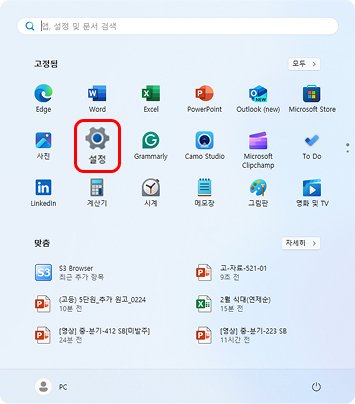 앱, 설정 및 문서 검색
고정됨
모두 >
Edge
Word
Excel
PowerPoint
Outlook (new)
Microsoft Store
사진
설정
Grammarly
Camo Studio
Microsoft Clipchamp
To Do
LinkedIn
계산기
시계
메모장
그림판
영화 및 TV
맞춤
자세히 >
S3 Browser
최근 추가 항목
고-자료-521-01
9초 전
(고등) 5단원_추가 원고_0224
10분 전
2월 식대(연제순)
15분 전
[영상] 중-분기-412 SB[미발주]
24분 전
[영상] 중-분기-223 SB
11시간 전
PC